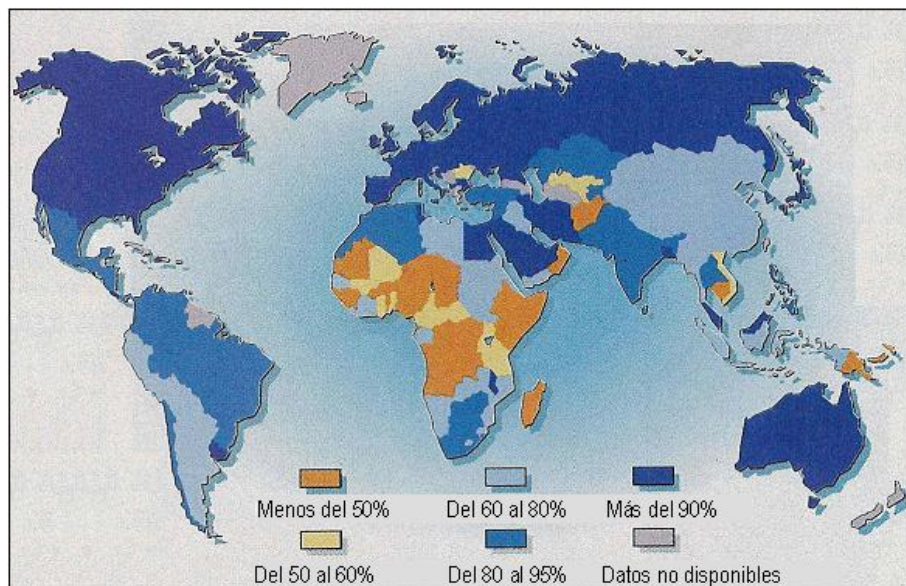 Menos del 50%
Del 60 al 80%
Más del 90%
Del 50 al 60%
Del 80 al 95%
Datos no disponibles